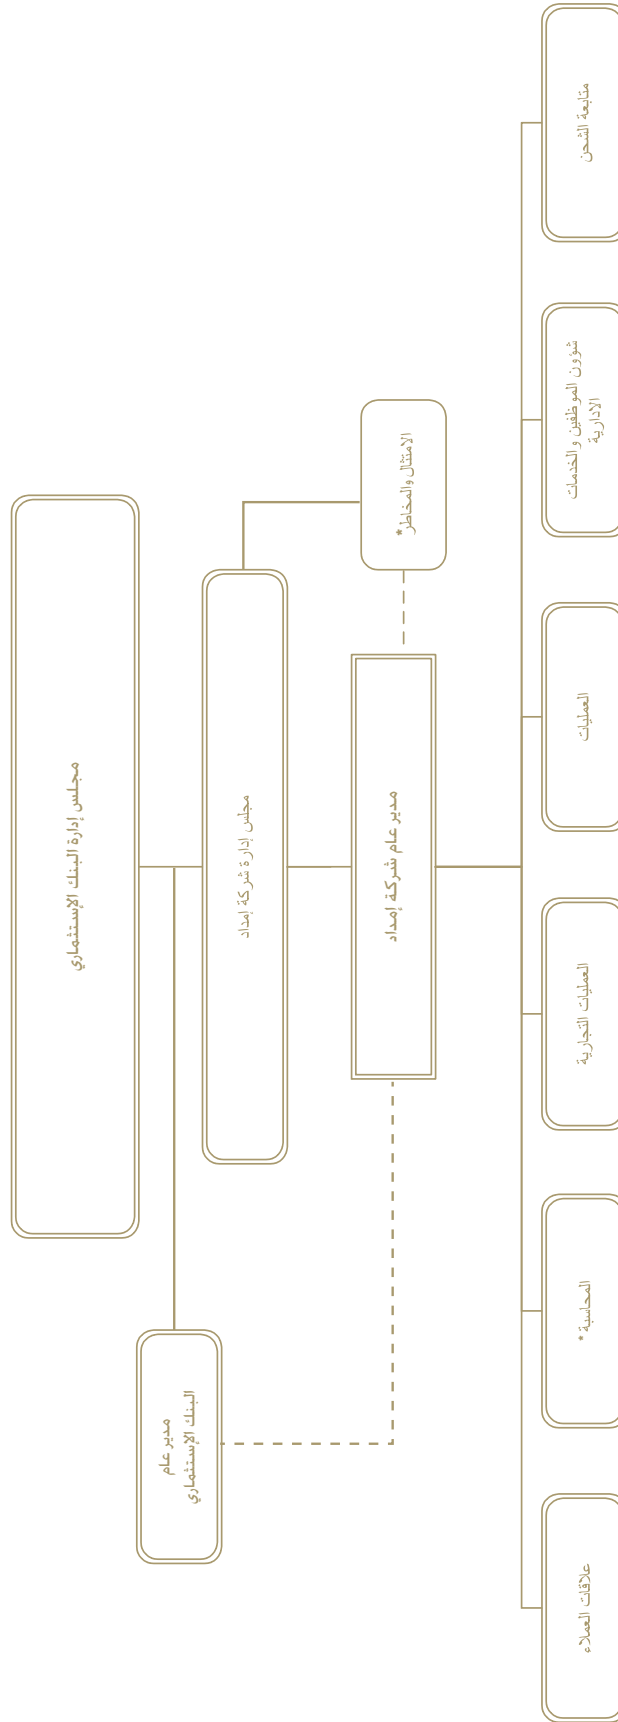 مجلس إدارة البنك الإستثماري
مدير عام
البنك الإستثماري
مجلس إدارة شركة إمداد
الامتثال والمخاطر*
مدير عام شركة إمداد
متابعة الشحن
شؤون الموظفين والخدمات
الادارية
العمليات
العمليات التجارية
المحاسبة *
علاقات العملاء